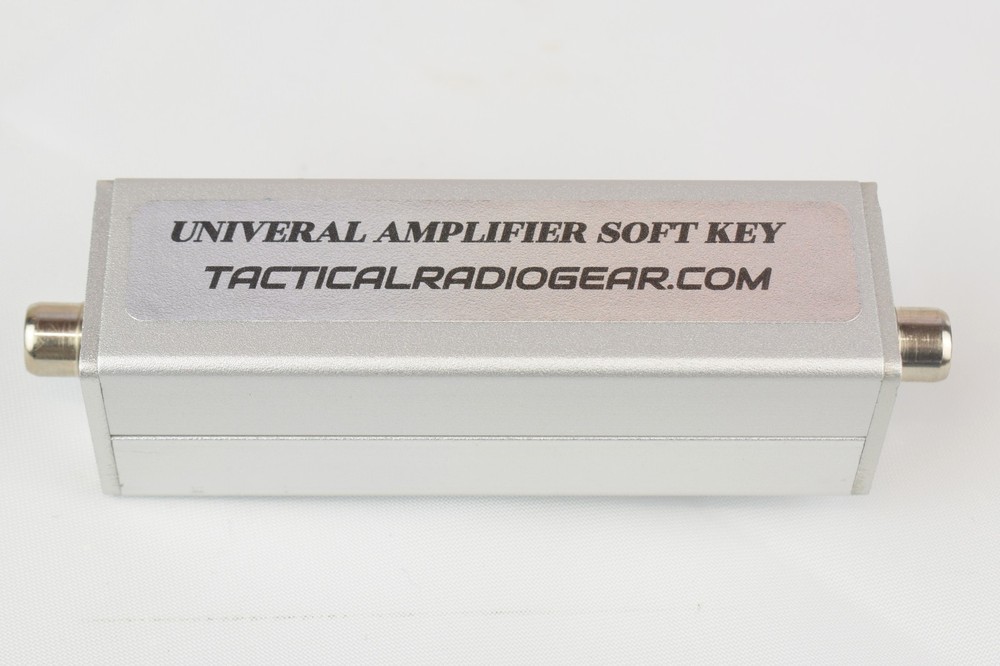 UNIVERAL AMPLIFIER SOFT KEY
TACTICALRADIOGEAR.COM